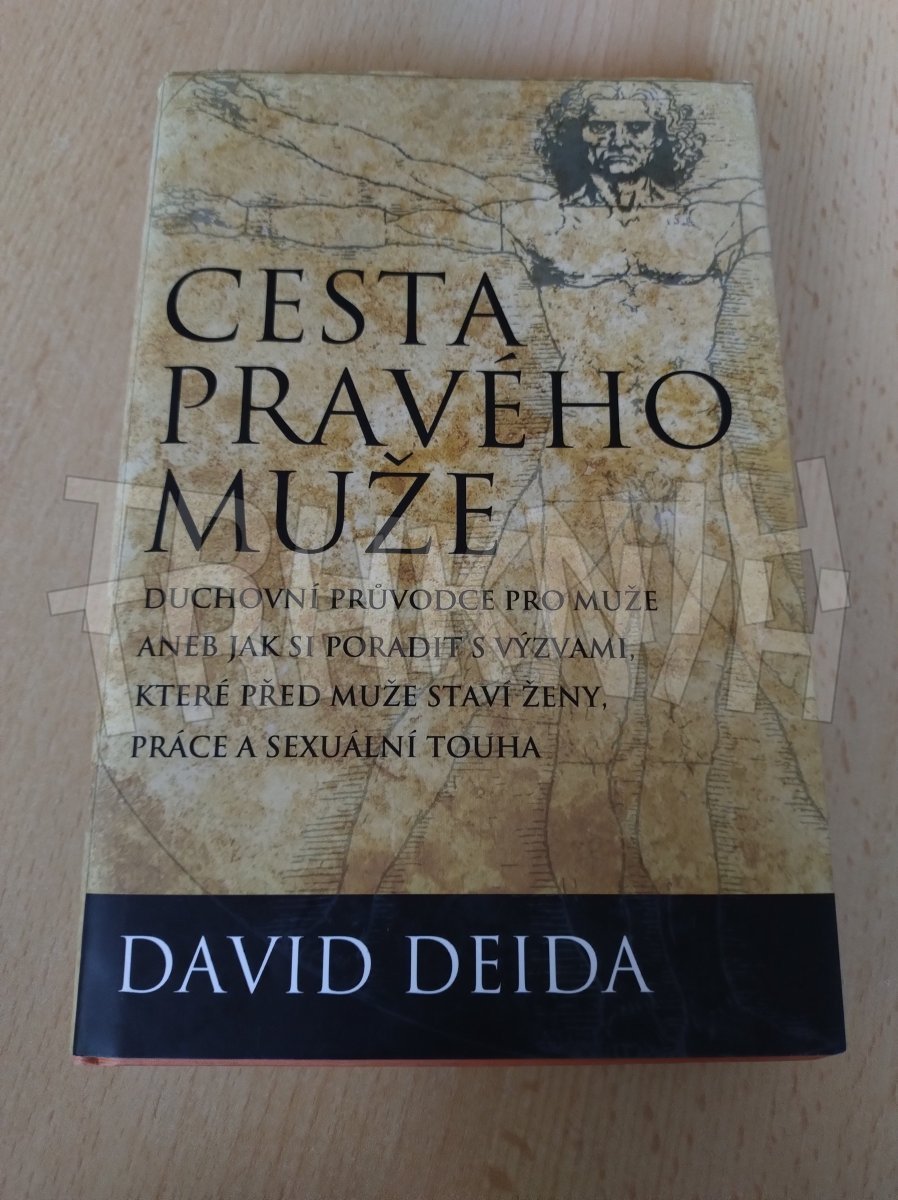 CESTA
PRAVÉHO
MUŽE
DUCHOVNÍ PRŮVODCE PRO MUŽE
ANEB JAK SI PORADIT S VÝZVAMI,
KTERÉ PŘED MUŽE STAVÍ ŽENY,
PRÁCE A SEXUÁLNÍ TOUHA
DAVID DEIDA
TRHKNIH